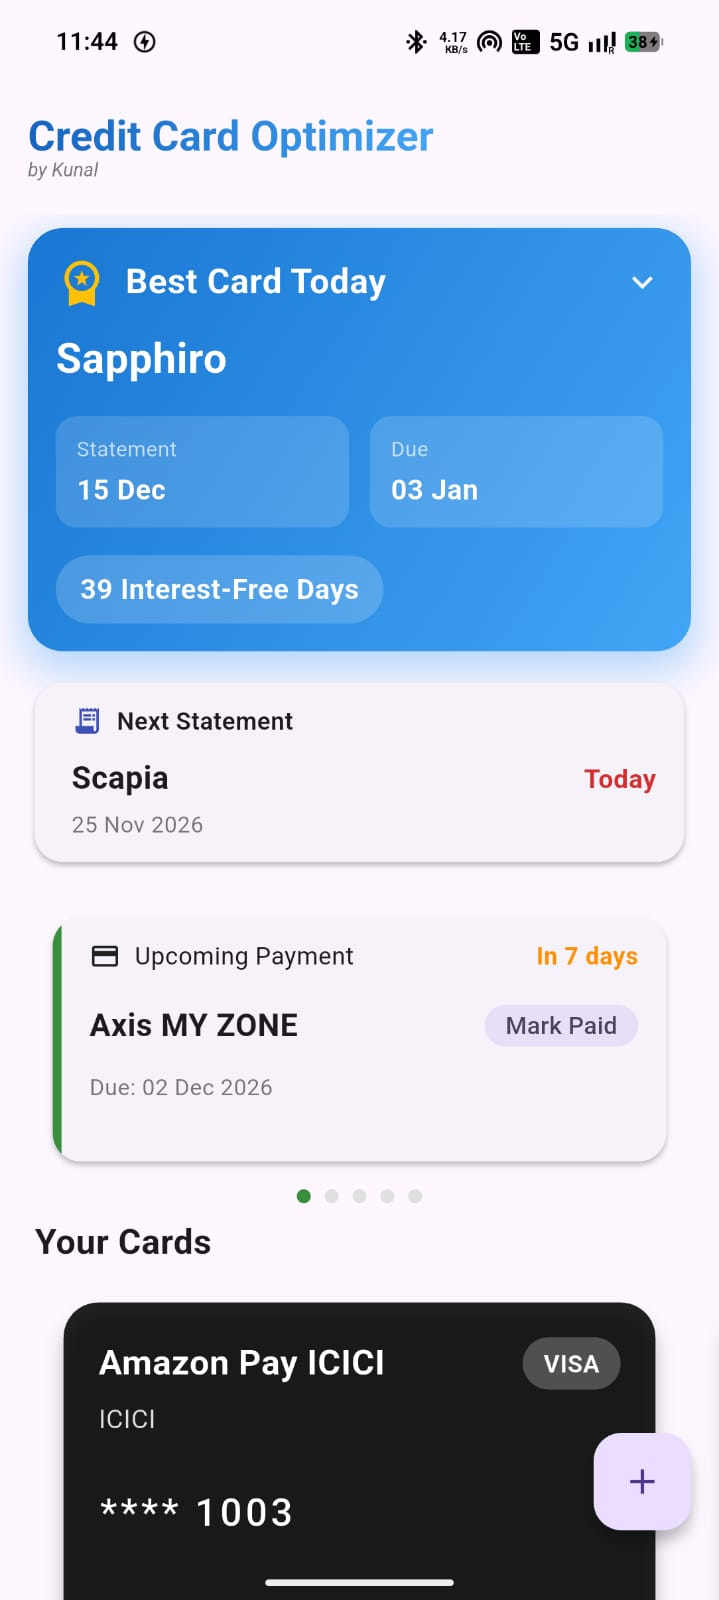 11:44 4.17 KB/s Vo LTE 5G R 38
Credit Card Optimizer
by Kunal
Best Card Today
Sapphiro
Statement Due
15 Dec 03 Jan
39 Interest-Free Days
Next Statement
Scapia Today
25 Nov 2026
Upcoming Payment In 7 days
Axis MY ZONE Mark Paid
Due: 02 Dec 2026
Your Cards
Amazon Pay ICICI VISA
ICICI
**** 1003
+